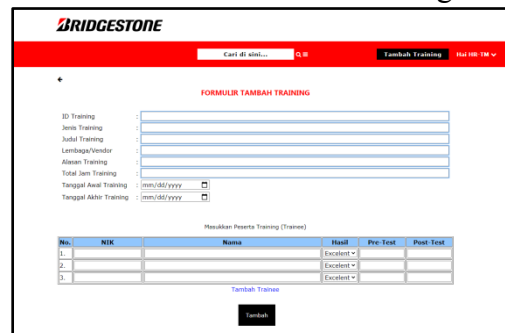 BRIDGESTONE
Cari di sini... Tambah Training Hai HR-TM
FORMULIR TAMBAH TRAINING
ID Training :
Jenis Training :
Judul Training :
Lembaga/Vendor :
Alasan Training :
Total Jam Training :
Tanggal Awal Training : mm/dd/yyyy
Tanggal Akhir Training : mm/dd/yyyy
Masukkan Peserta Training (Trainee)
No. NIK Nama Hasil Pre-Test Post-Test
1. Excelent
2. Excelent
3. Excelent
Tambah Trainee
Tambah